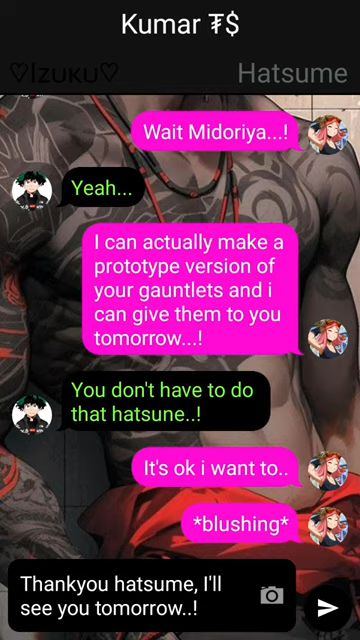 Kumar ₮$
♡Izuku♡
Hatsume
Wait Midoriya...!
Yeah...
I can actually make a
prototype version of
your gauntlets and i
can give them to you
tomorrow...!
You don't have to do
that hatsune..!
It's ok i want to..
*blushing*
Thankyou hatsume, I'll
see you tomorrow..!